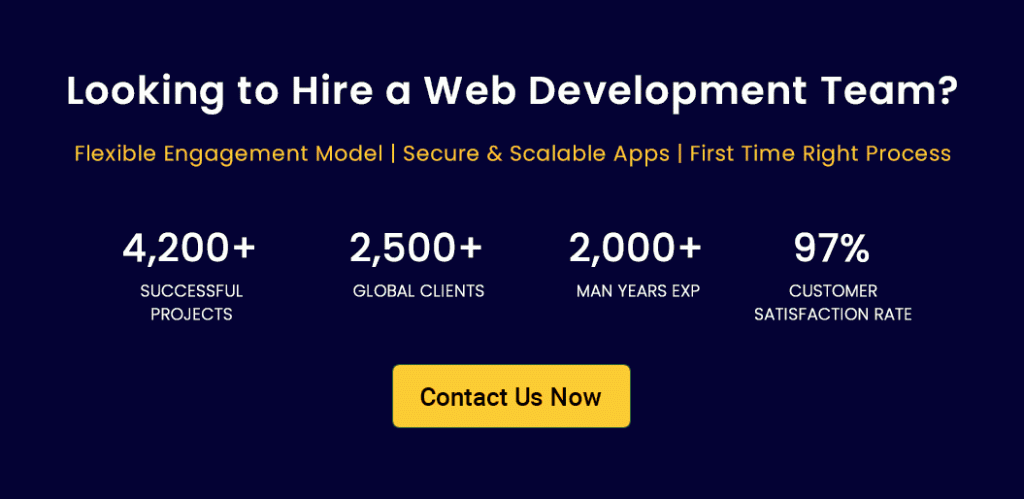 Looking to Hire a Web Development Team?
Flexible Engagement Model | Secure & Scalable Apps | First Time Right Process
4,200+
SUCCESSFUL
PROJECTS
2,500+
GLOBAL CLIENTS
2,000+
MAN YEARS EXP
97%
CUSTOMER
SATISFACTION RATE
Contact Us Now